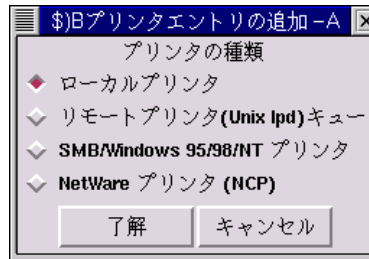 $)Bプリンタエントリの追加–A
プリンタの種類
ローカルプリンタ
リモートプリンタ(Unix lpd)キュー
SMB/Windows 95/98/NT プリンタ
NetWare プリンタ (NCP)
了解 キャンセル